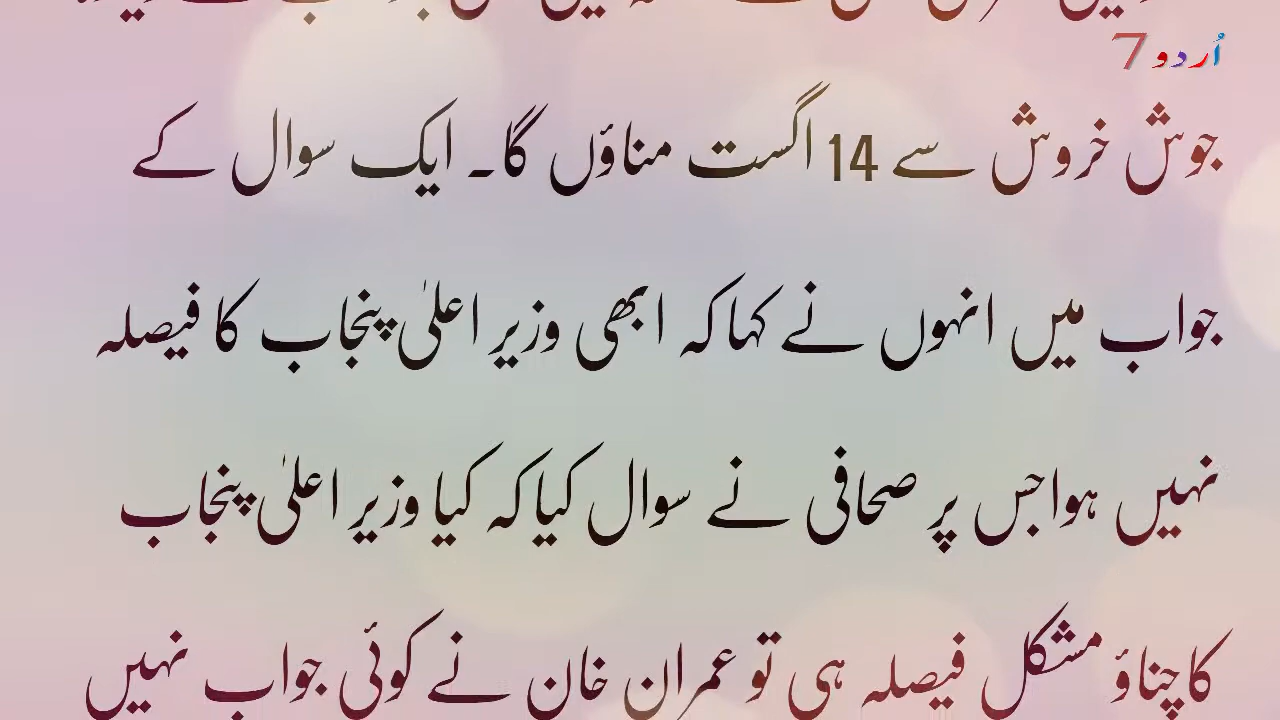 اُردو 7
جوش خروش سے 14 اگست مناؤں گا۔ ایک سوال کے
جواب میں انہوں نے کہا کہ ابھی وزیر اعلیٰ پنجاب کا فیصلہ
نہیں ہوا جس پر صحافی نے سوال کیا کہ کیا وزیر اعلیٰ پنجاب
کا چناؤ مشکل فیصلہ ہی تو عمران خان نے کوئی جواب نہیں